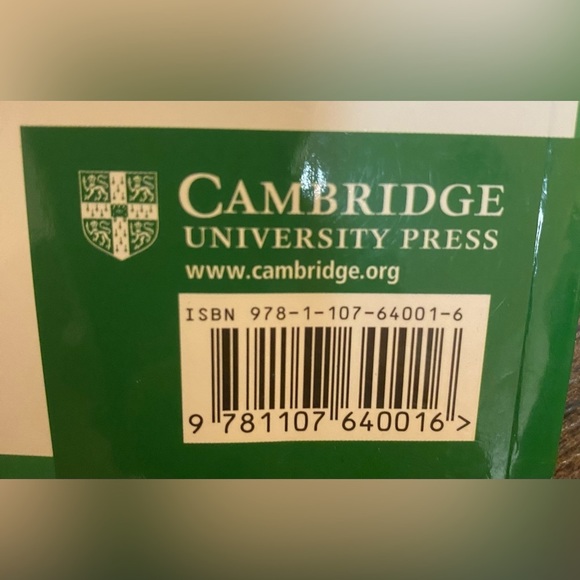 CAMBRIDGE
UNIVERSITY PRESS
www.cambridge.org
ISBN 978-1-107-64001-6
9 781107 640016 >